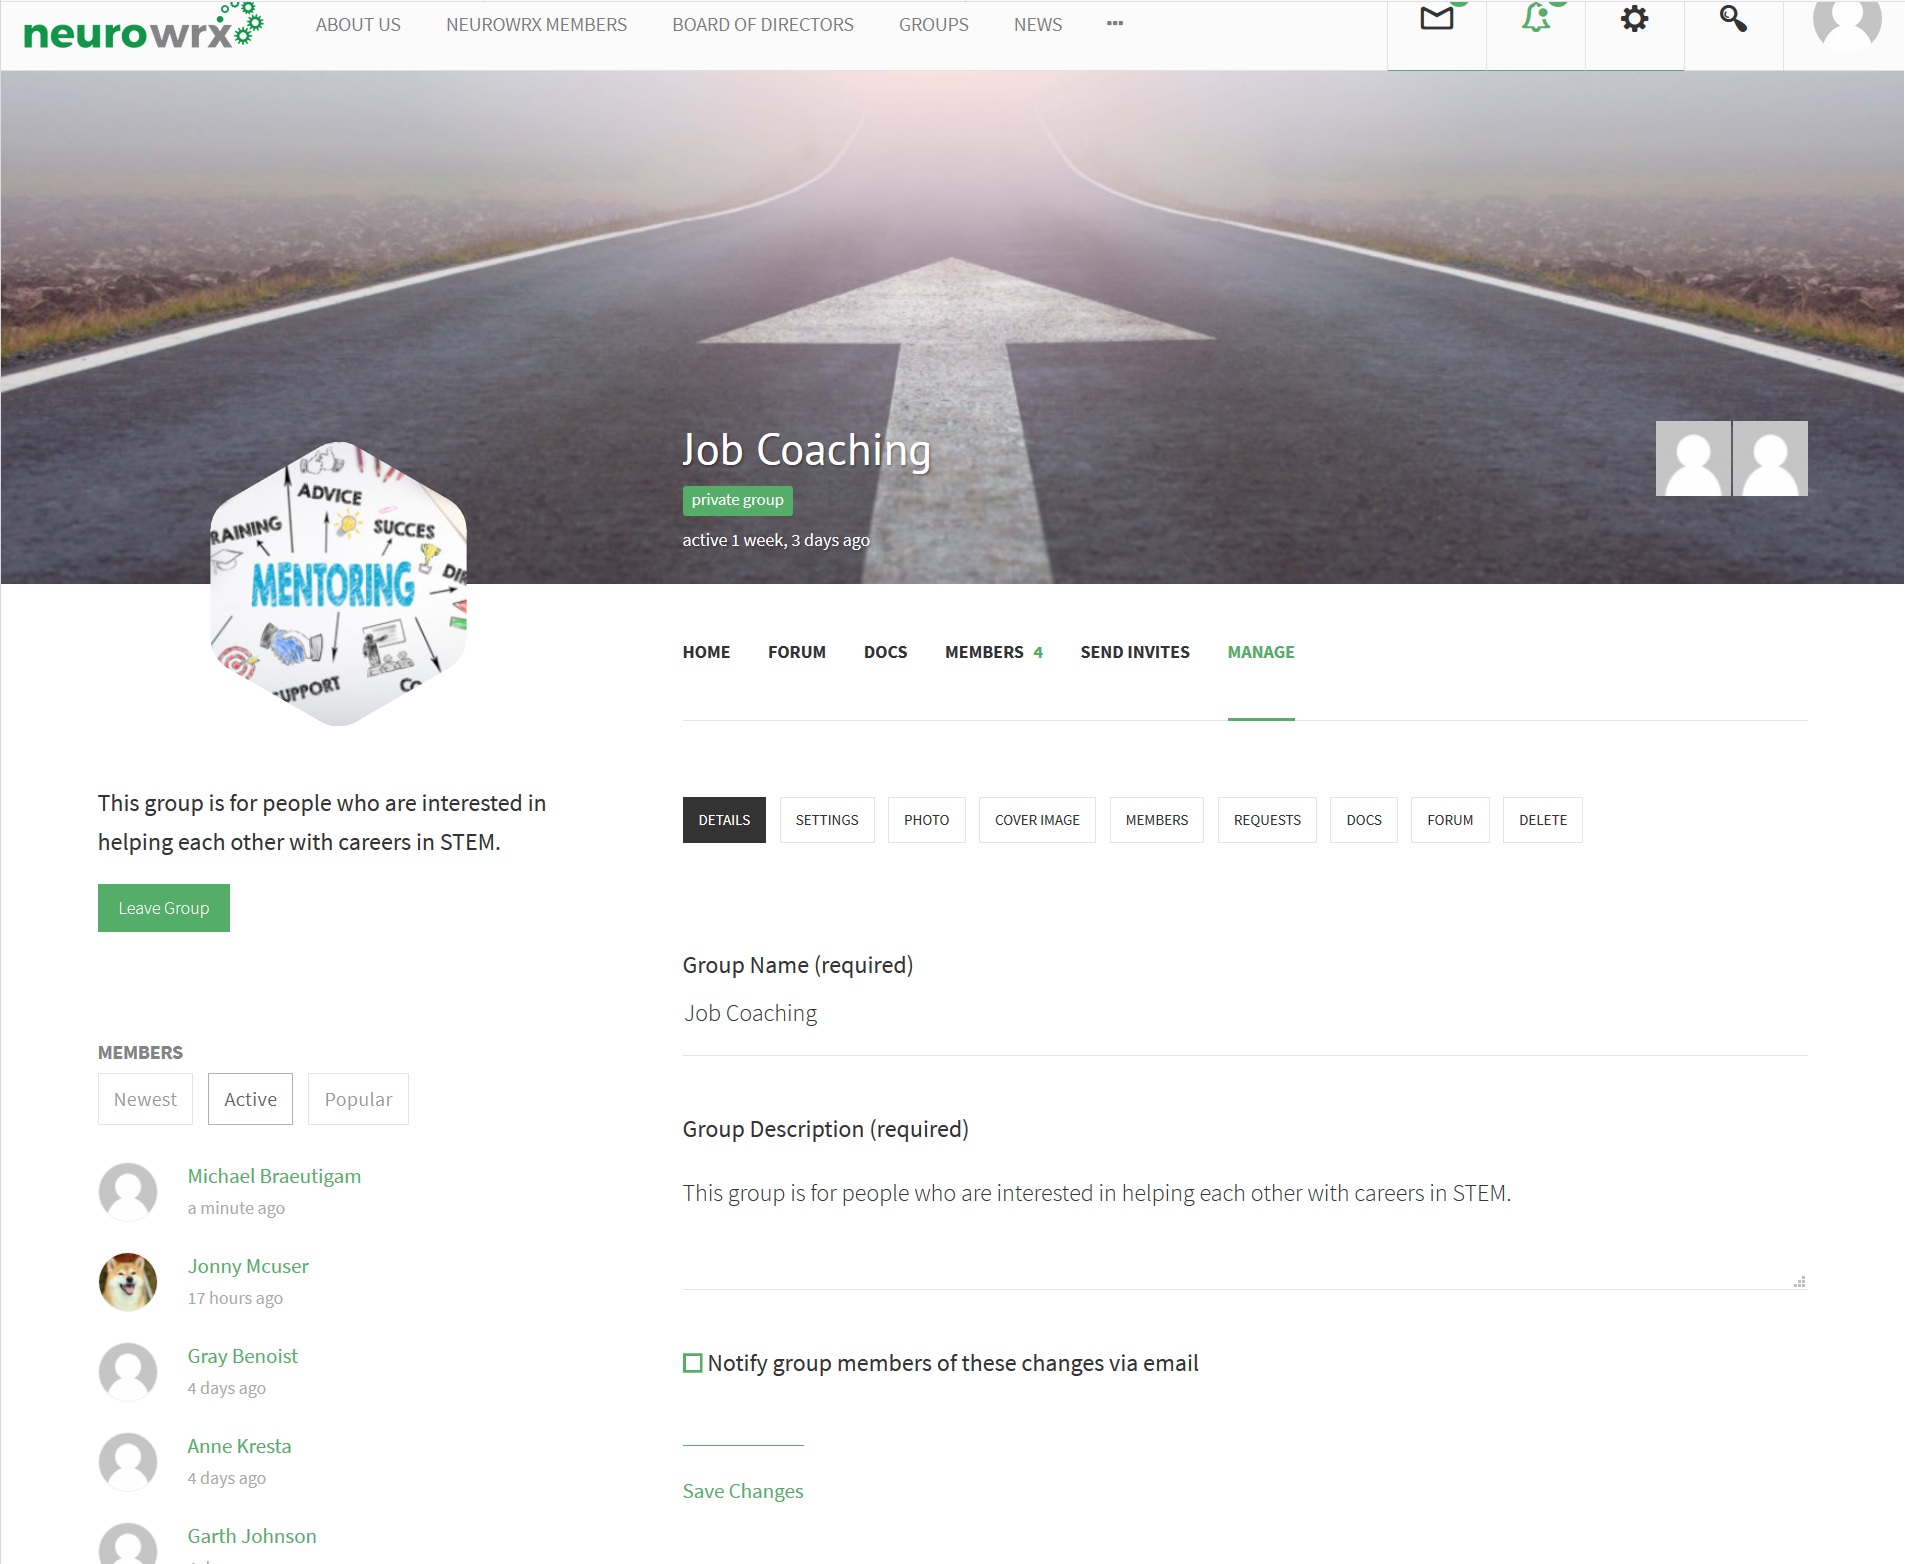 neurowrx
ABOUT US
NEUROWRX MEMBERS
BOARD OF DIRECTORS
GROUPS
NEWS
Job Coaching
private group
active 1 week, 3 days ago
ADVICE
RAINING
SUCCES
MENTORING
DIR
UPPORT
HOME
FORUM
DOCS
MEMBERS 4
SEND INVITES
MANAGE
This group is for people who are interested in
helping each other with careers in STEM.
Leave Group
MEMBERS
Newest
Active
Popular
Michael Braeutigam
a minute ago
Jonny Mcuser
17 hours ago
Gray Benoist
4 days ago
Anne Kresta
4 days ago
Garth Johnson
DETAILS
SETTINGS
PHOTO
COVER IMAGE
MEMBERS
REQUESTS
DOCS
FORUM
DELETE
Group Name (required)
Job Coaching
Group Description (required)
This group is for people who are interested in helping each other with careers in STEM.
Notify group members of these changes via email
Save Changes